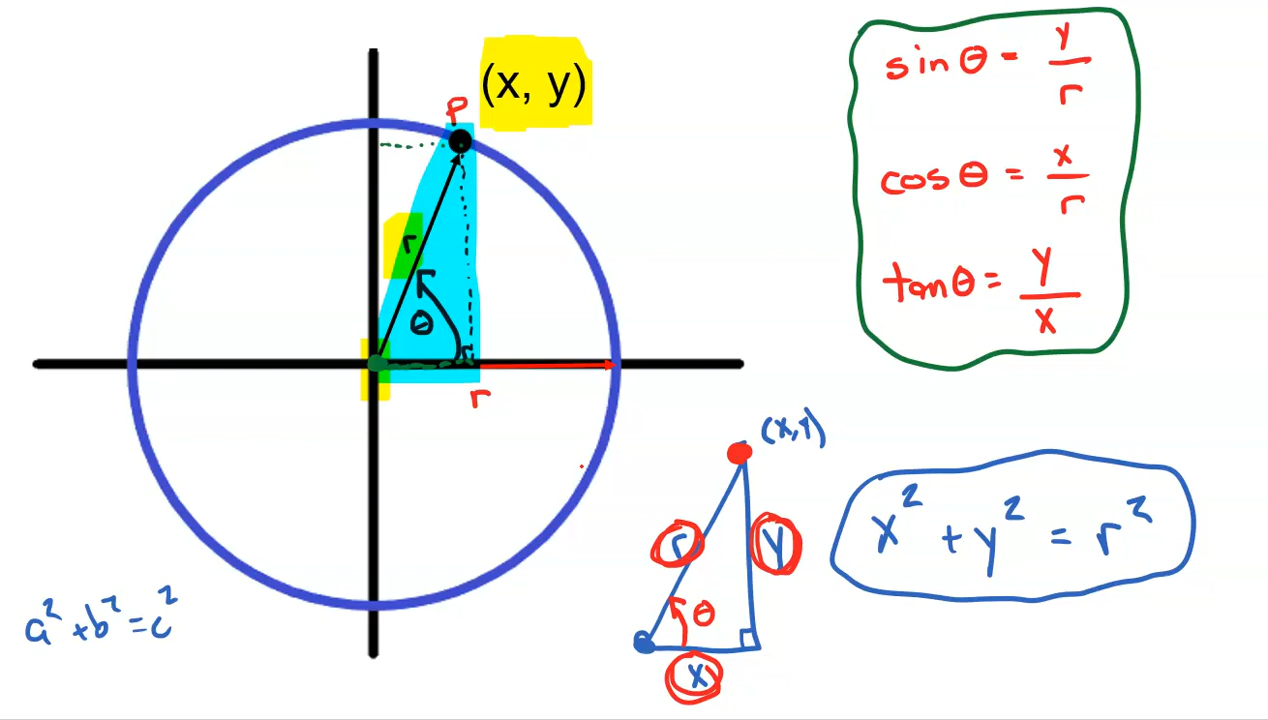 P
(x, y)
r
θ
r
sin θ = y/r
cos θ = x/r
tan θ = y/x
(x,y)
r
y
θ
x
x² + y² = r²
a² + b² = c²